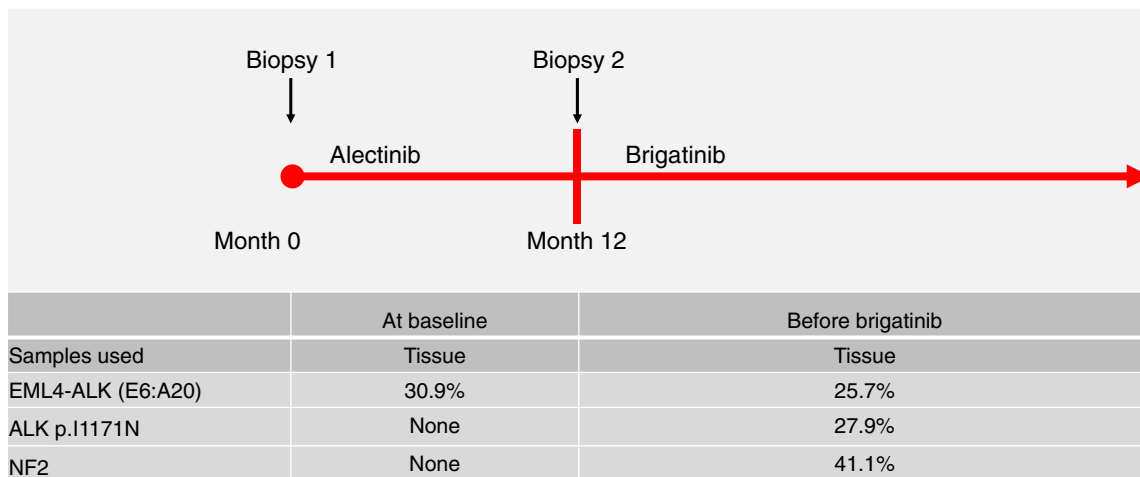 Biopsy 1 Biopsy 2
Alectinib Brigatinib
Month 0 Month 12
At baseline Before brigatinib
Samples used Tissue Tissue
EML4-ALK (E6:A20) 30.9% 25.7%
ALK p.I1171N None 27.9%
NF2 None 41.1%